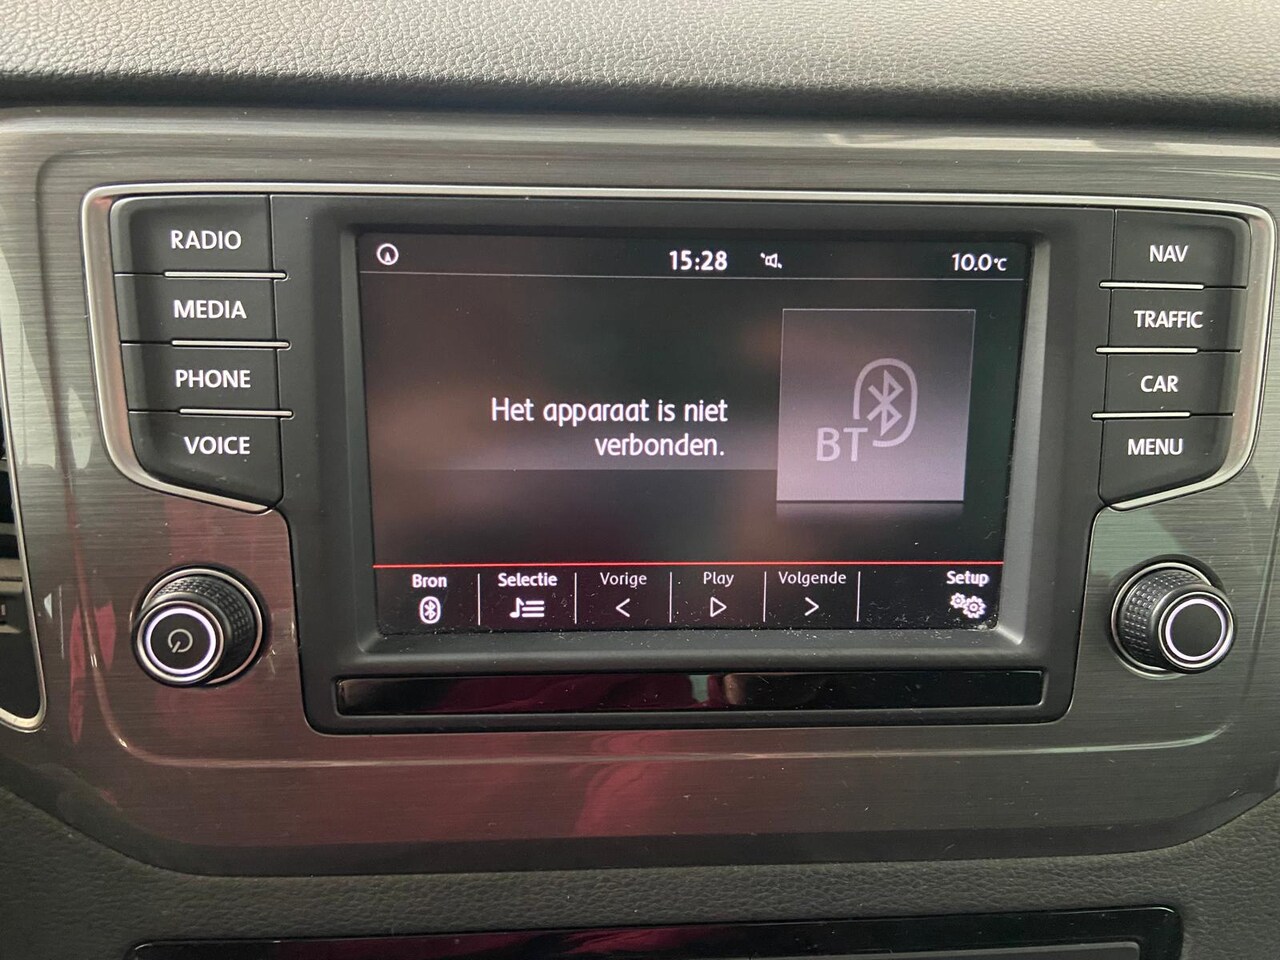 RADIO
MEDIA
PHONE
VOICE
15:28
10.0°C
Het apparaat is niet
verbonden.
BT
Bron
Selectie
Vorige
Play
Volgende
Setup
NAV
TRAFFIC
CAR
MENU